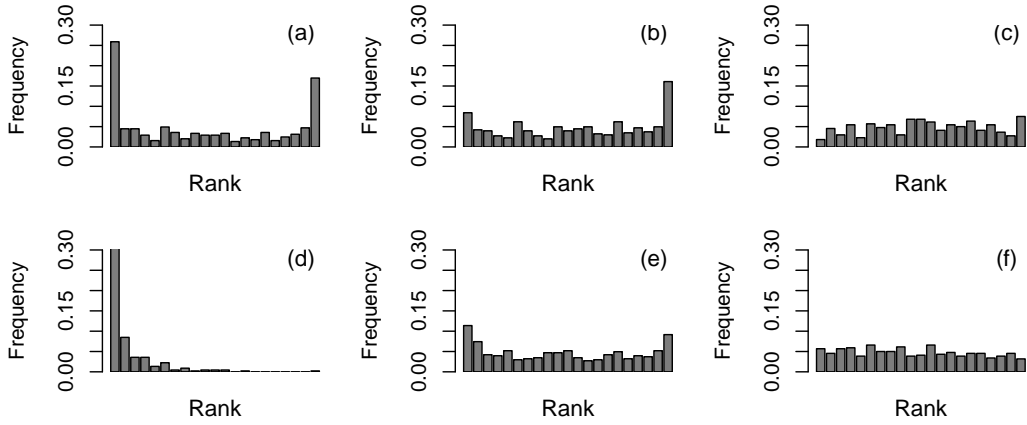 (a)
Frequency
0.00 0.15 0.30
Rank
(b)
Frequency
0.00 0.15 0.30
Rank
(c)
Frequency
0.00 0.15 0.30
Rank
(d)
Frequency
0.00 0.15 0.30
Rank
(e)
Frequency
0.00 0.15 0.30
Rank
(f)
Frequency
0.00 0.15 0.30
Rank